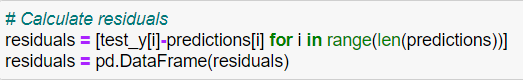 # Calculate residuals
residuals = [test_y[i]-predictions[i] for i in range(len(predictions))]
residuals = pd.DataFrame(residuals)